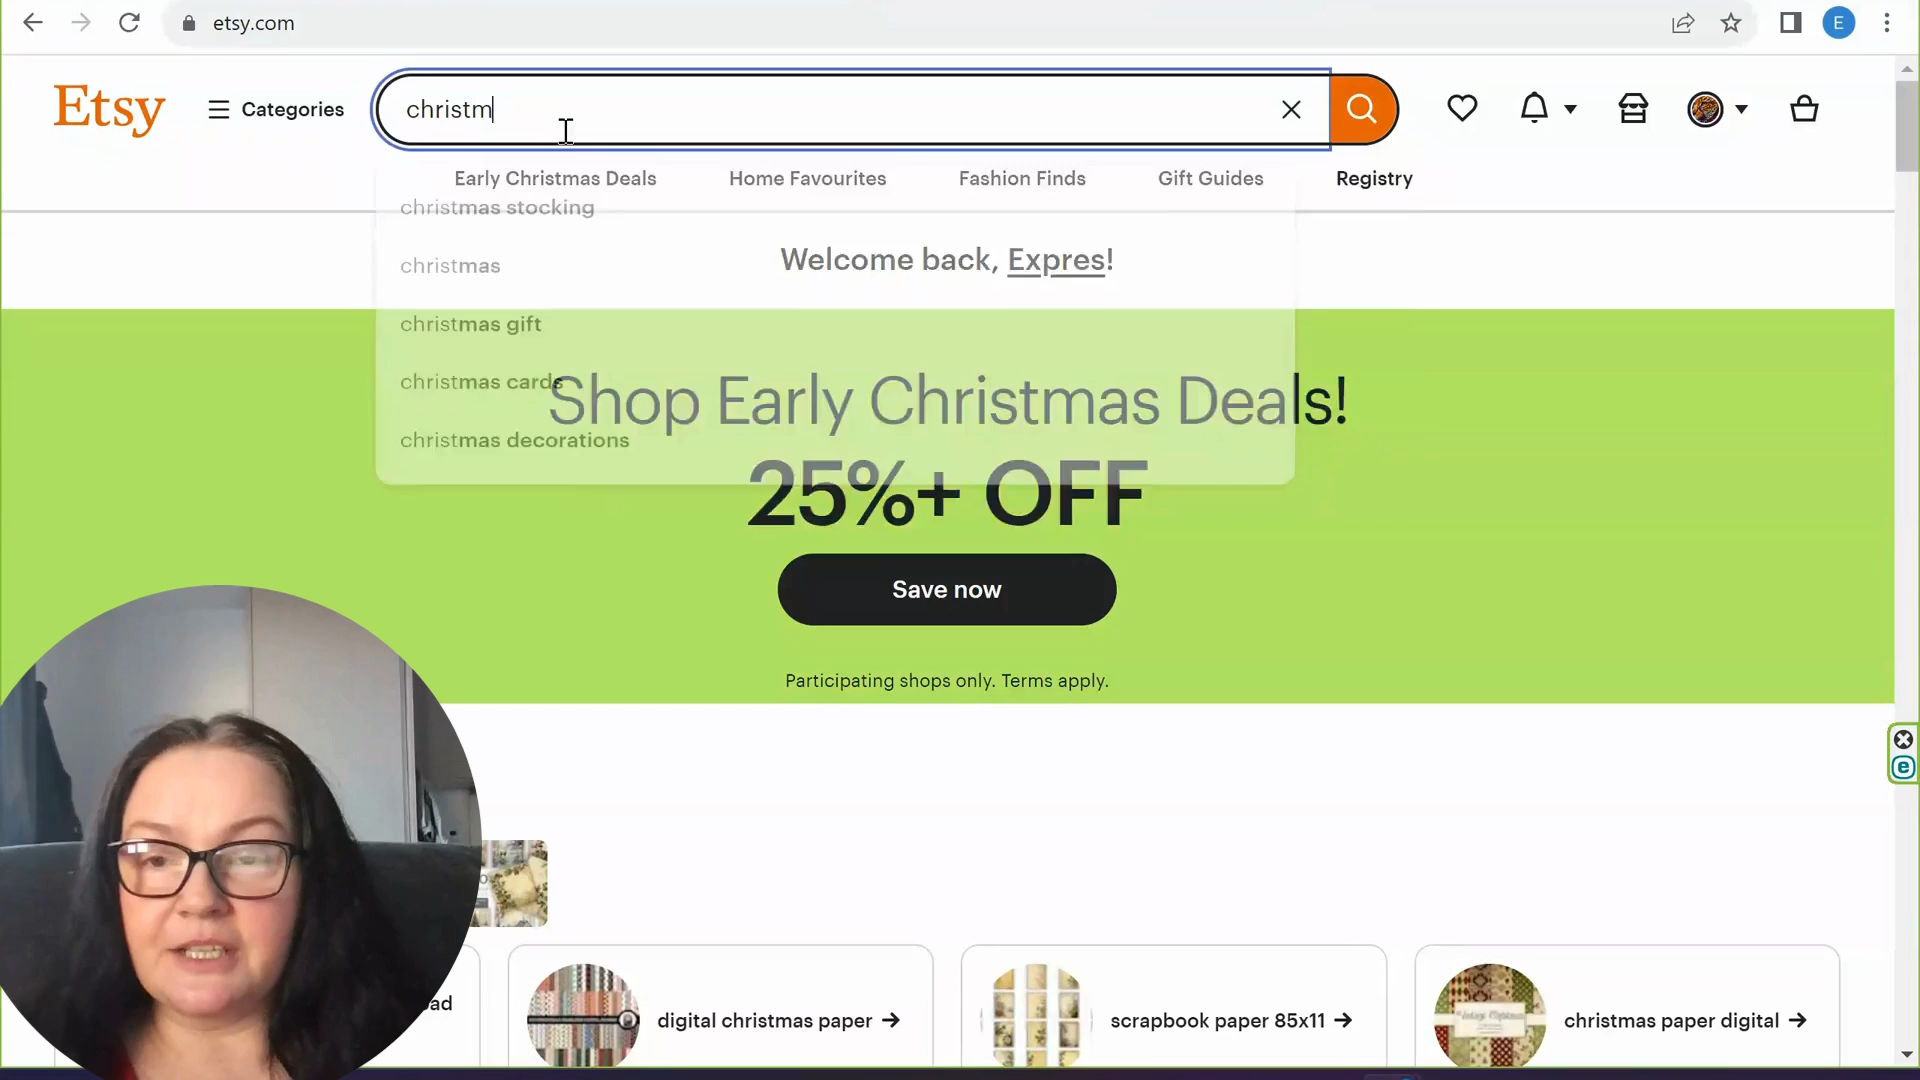 etsy.com
E
Etsy
Categories
christm
Early Christmas Deals
Home Favourites
Fashion Finds
Gift Guides
Registry
christmas stocking
christmas
christmas gift
christmas cards
christmas decorations
Welcome back, Expres!
Shop Early Christmas Deals!
25%+ OFF
Save now
Participating shops only. Terms apply.
e
ad
digital christmas paper →
scrapbook paper 85x11 →
christmas paper digital →